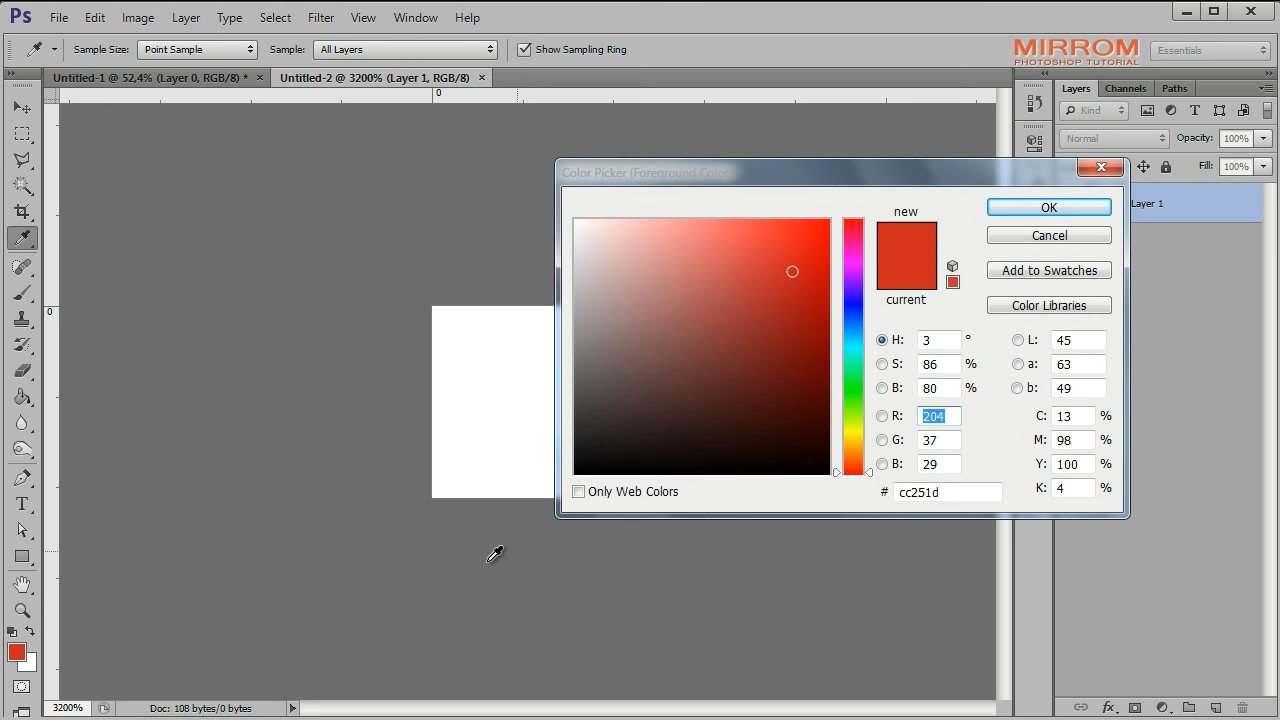 Ps File Edit Image Layer Type Select Filter View Window Help
Sample Size: Point Sample Sample: All Layers Show Sampling Ring
MIRROM
PHOTOSHOP TUTORIAL
Essentials
Untitled-1 @ 52,4% (Layer 0, RGB/8) * × Untitled-2 @ 3200% (Layer 1, RGB/8) ×
Layers Channels Paths
0
Kind
Normal Opacity: 100%
Fill: 100%
Layer 1
Color Picker (Foreground Color
new
current
OK
Cancel
Add to Swatches
Color Libraries
0
H: 3 ° L: 45
S: 86 % a: 63
B: 80 % b: 49
R: 204 C: 13 %
G: 37 M: 98 %
B: 29 Y: 100 %
Only Web Colors # cc251d K: 4 %
T
3200% Doc: 108 bytes/0 bytes
fx